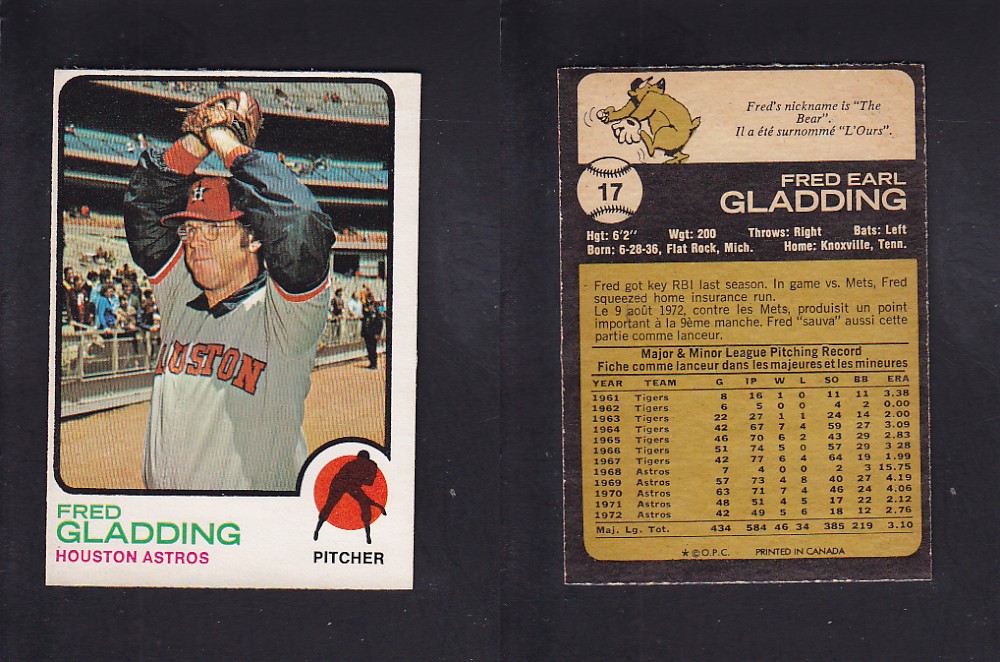 H
HOUSTON
FRED
GLADDING
HOUSTON ASTROS
PITCHER
Fred's nickname is "The
Bear".
Il a été surnommé "L'Ours".
17
FRED EARL
GLADDING
Hgt: 6'2" Wgt: 200 Throws: Right Bats: Left
Born: 6-28-36, Flat Rock, Mich. Home: Knoxville, Tenn.
Fred got key RBI last season. In game vs. Mets, Fred
squeezed home insurance run.
Le 9 août 1972, contre les Mets, produisit un point
important à la 9ème manche. Fred "sauva" aussi cette
partie comme lanceur.
Major & Minor League Pitching Record
Fiche comme lanceur dans les majeures et les mineures
YEAR TEAM G IP W L SO BB ERA
1961 Tigers 8 16 1 0 11 11 3.38
1962 Tigers 6 5 0 0 4 2 0.00
1963 Tigers 22 27 1 1 24 14 2.00
1964 Tigers 42 67 7 4 59 27 3.09
1965 Tigers 46 70 6 2 43 29 2.83
1966 Tigers 51 74 5 0 57 29 3.28
1967 Tigers 42 77 6 4 64 19 1.99
1968 Astros 7 4 0 0 2 3 15.75
1969 Astros 57 73 4 8 40 27 4.19
1970 Astros 63 71 7 4 46 24 4.06
1971 Astros 48 51 4 5 17 22 2.12
1972 Astros 42 49 5 6 18 12 2.76
Maj. Lg. Tot. 434 584 46 34 385 219 3.10
*© O.P.C. PRINTED IN CANADA